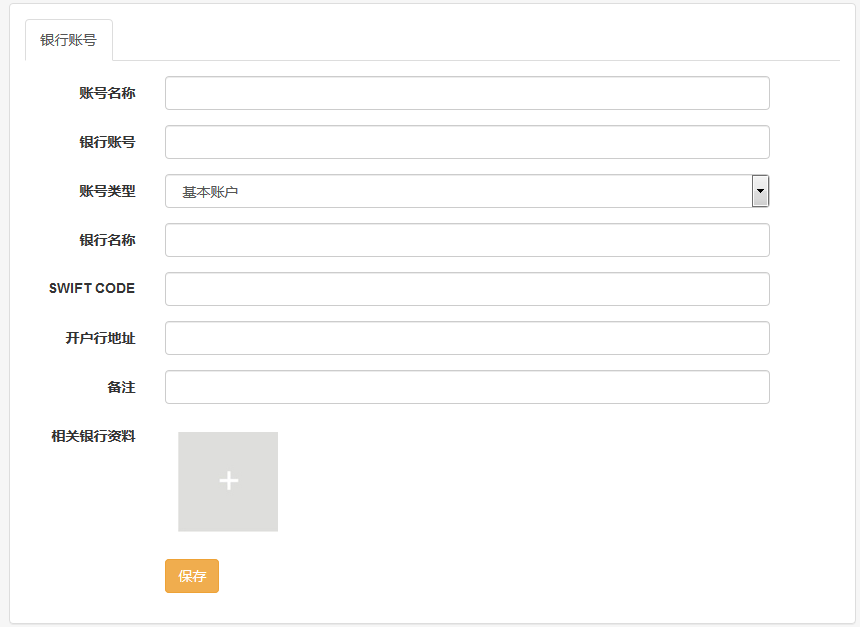 银行账号
账号名称
银行账号
账号类型
基本账户
银行名称
SWIFT CODE
开户行地址
备注
相关银行资料
保存